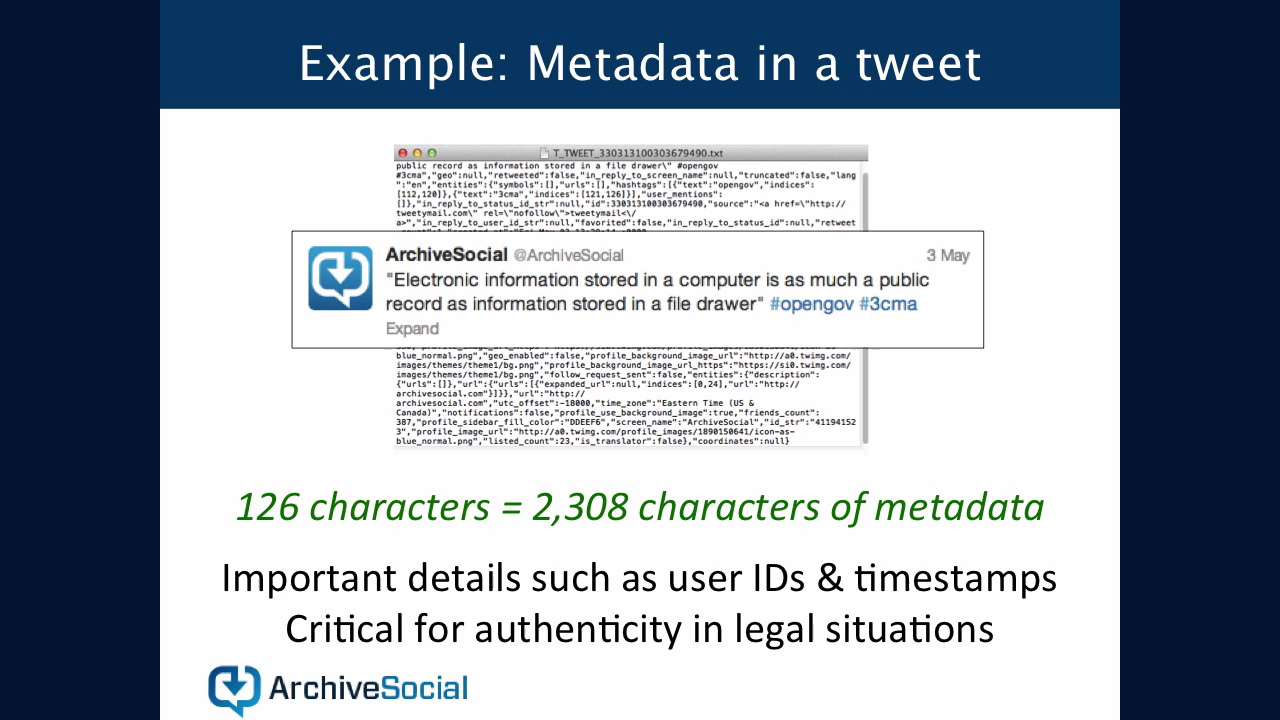 Example: Metadata in a tweet
T_TWEET_330313100303679490.txt
public record as information stored in a file drawer\" #opengov
#3cma","geo":null,"retweeted":false,"in_reply_to_screen_name":null,"truncated":false,"lang
":"en","entities":{"symbols":[],"urls":[],"hashtags":[{"text":"opengov","indices":
[112,120]},{"text":"3cma","indices":[121,126]}],"user_mentions":
[]},"in_reply_to_status_id_str":null,"id":330313100303679490,"source":"<a href=\"http://
tweetymail.com\" rel=\"nofollow\">tweetymail<\/
a>","in_reply_to_user_id_str":null,"favorited":false,"in_reply_to_status_id":null,"retweet
ArchiveSocial @ArchiveSocial 3 May
"Electronic information stored in a computer is as much a public
record as information stored in a file drawer" #opengov #3cma
Expand
blue_normal.png","geo_enabled":false,"profile_background_image_url":"http://a0.twimg.com/
images/themes/theme1/bg.png","profile_background_image_url_https":"https://si0.twimg.com/
images/themes/theme1/bg.png","follow_request_sent":false,"entities":{"description":
{"urls":[]},"url":{"urls":[{"expanded_url":null,"indices":[0,24],"url":"http://
archivesocial.com"}]}},"url":"http://
archivesocial.com","utc_offset":-18000,"time_zone":"Eastern Time (US &
Canada)","notifications":false,"profile_use_background_image":true,"friends_count":
387,"profile_sidebar_fill_color":"DDEEF6","screen_name":"ArchiveSocial","id_str":"41194152
3","profile_image_url":"http://a0.twimg.com/profile_images/1890150641/icon-as-
blue_normal.png","listed_count":23,"is_translator":false},"coordinates":null}
126 characters = 2,308 characters of metadata
Important details such as user IDs & timestamps
Critical for authenticity in legal situations
ArchiveSocial